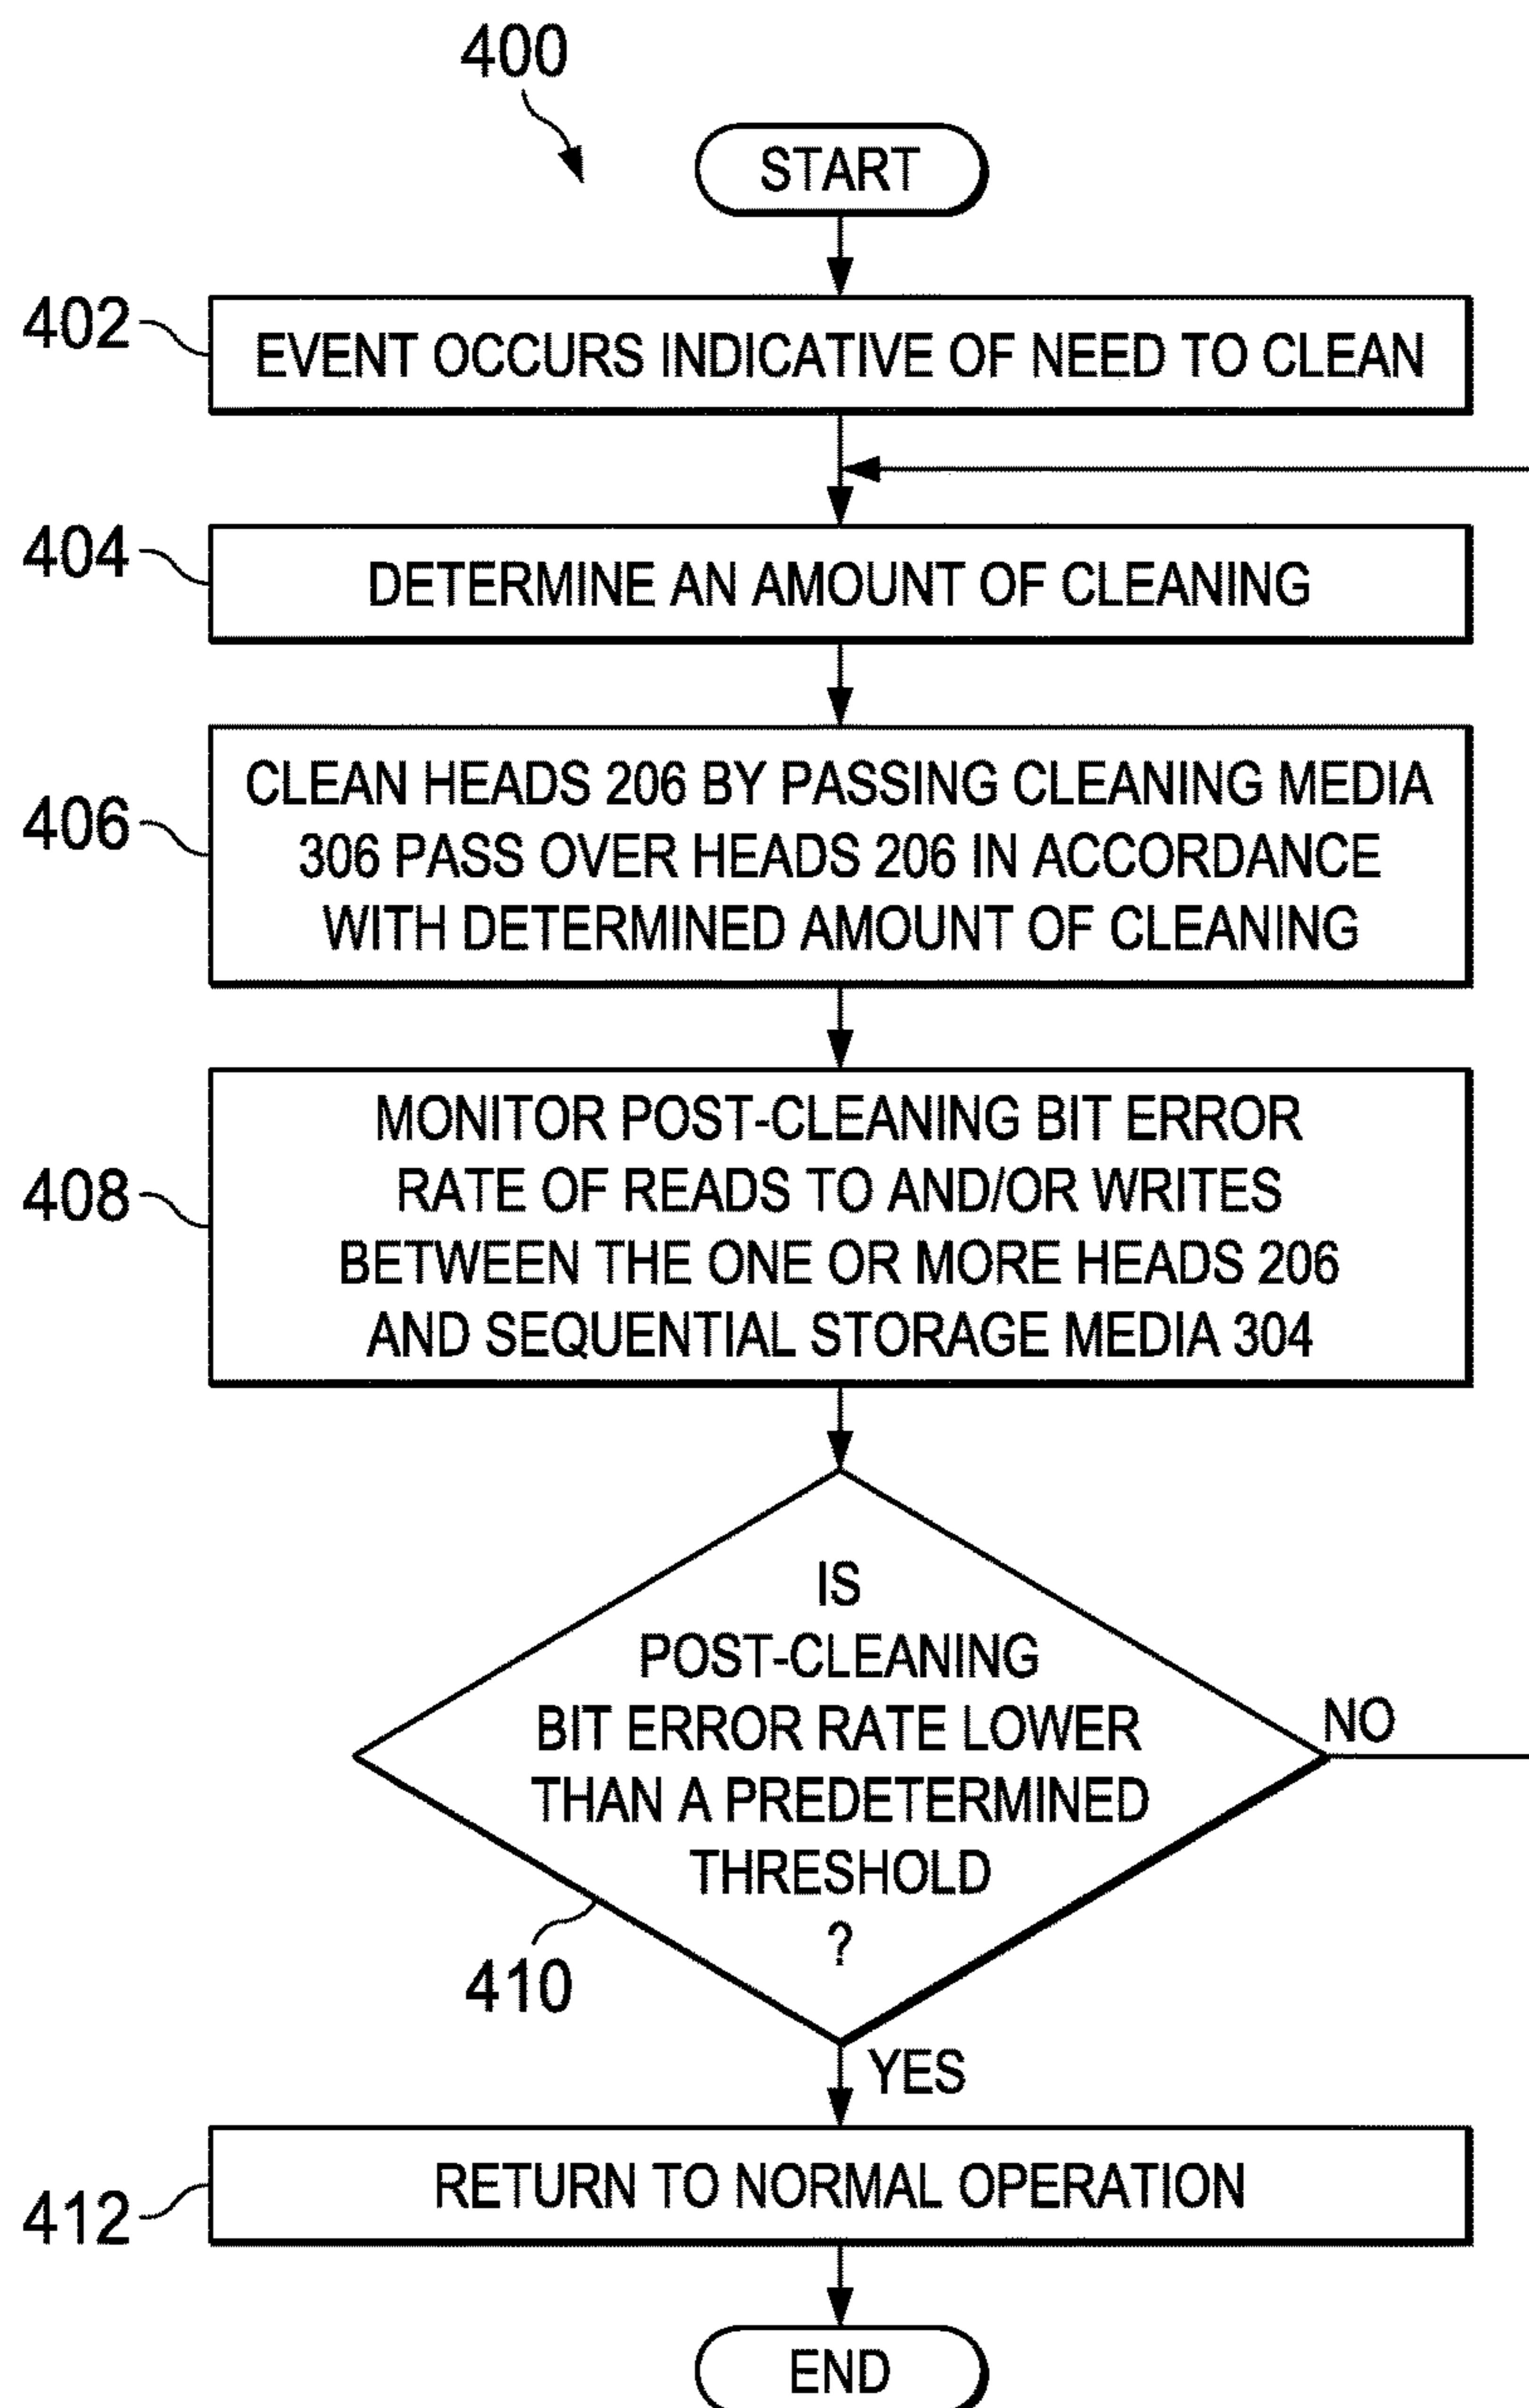 400
START
402
EVENT OCCURS INDICATIVE OF NEED TO CLEAN
404
DETERMINE AN AMOUNT OF CLEANING
406
CLEAN HEADS 206 BY PASSING CLEANING MEDIA
306 PASS OVER HEADS 206 IN ACCORDANCE
WITH DETERMINED AMOUNT OF CLEANING
408
MONITOR POST-CLEANING BIT ERROR
RATE OF READS TO AND/OR WRITES
BETWEEN THE ONE OR MORE HEADS 206
AND SEQUENTIAL STORAGE MEDIA 304
IS
POST-CLEANING
BIT ERROR RATE LOWER
THAN A PREDETERMINED
THRESHOLD
?
NO
410
YES
412
RETURN TO NORMAL OPERATION
END